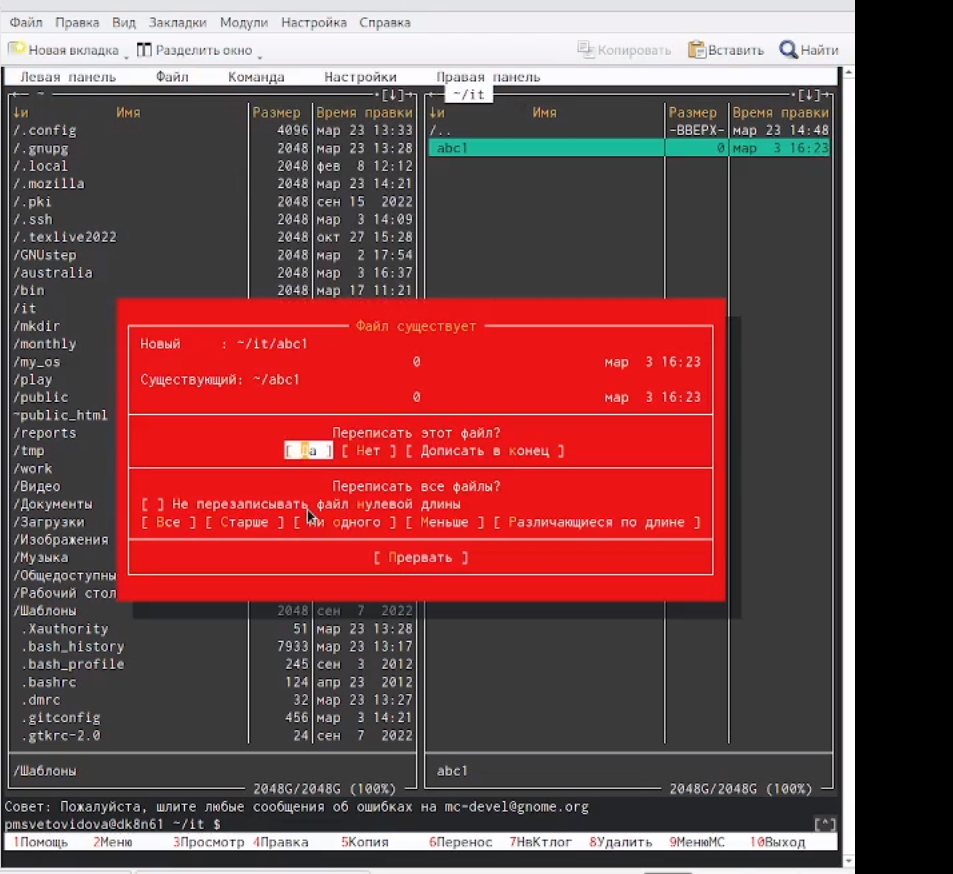 Файл Правка Вид Закладки Модули Настройка Справка
Новая вкладка Разделить окно Копировать Вставить Найти
Левая панель Файл Команда Настройки Правая панель
~ .[↓] ~/it .[↓]
↓и Имя Размер Время правки ↓и Имя Размер Время правки
/.config 4096 мар 23 13:33 /.. -ВВЕРХ- мар 23 14:48
/.gnupg 2048 мар 23 13:28 abc1 0 мар 3 16:23
/.local 2048 фев 8 12:12
/.mozilla 2048 мар 23 14:21
/.pki 2048 сен 15 2022
/.ssh 2048 мар 3 14:09
/.texlive2022 2048 окт 27 15:28
/GNUstep 2048 мар 2 17:54
/australia 2048 мар 3 16:37
/bin 2048 мар 17 11:21
/it
/mkdir
/monthly
/my_os
/play
/public
~public_html
/reports
/tmp
/work
/Видео
/Документы
/Загрузки
/Изображения
/Музыка
/Общедоступны
/Рабочий стол
/Шаблоны 2048 сен 7 2022
.Xauthority 51 мар 23 13:28
.bash_history 7933 мар 23 13:17
.bash_profile 245 сен 3 2012
.bashrc 124 апр 23 2012
.dmrc 32 мар 23 13:27
.gitconfig 456 мар 3 14:21
.gtkrc-2.0 24 сен 7 2022
Файл существует
Новый : ~/it/abc1
0 мар 3 16:23
Существующий: ~/abc1
0 мар 3 16:23
Переписать этот файл?
[ Да ] [ Нет ] [ Дописать в конец ]
Переписать все файлы?
[ ] Не перезаписывать файл нулевой длины
[ Все ] [ Старше ] [ Ни одного ] [ Меньше ] [ Различающиеся по длине ]
[ Прервать ]
/Шаблоны abc1
2048G/2048G (100%) 2048G/2048G (100%)
Совет: Пожалуйста, шлите любые сообщения об ошибках на mc-devel@gnome.org
pmsvetovidova@dk8n61 ~/it $ [^]
1Помощь 2Меню 3Просмотр 4Правка 5Копия 6Перенос 7НвКтлог 8Удалить 9МенюMC 10Выход